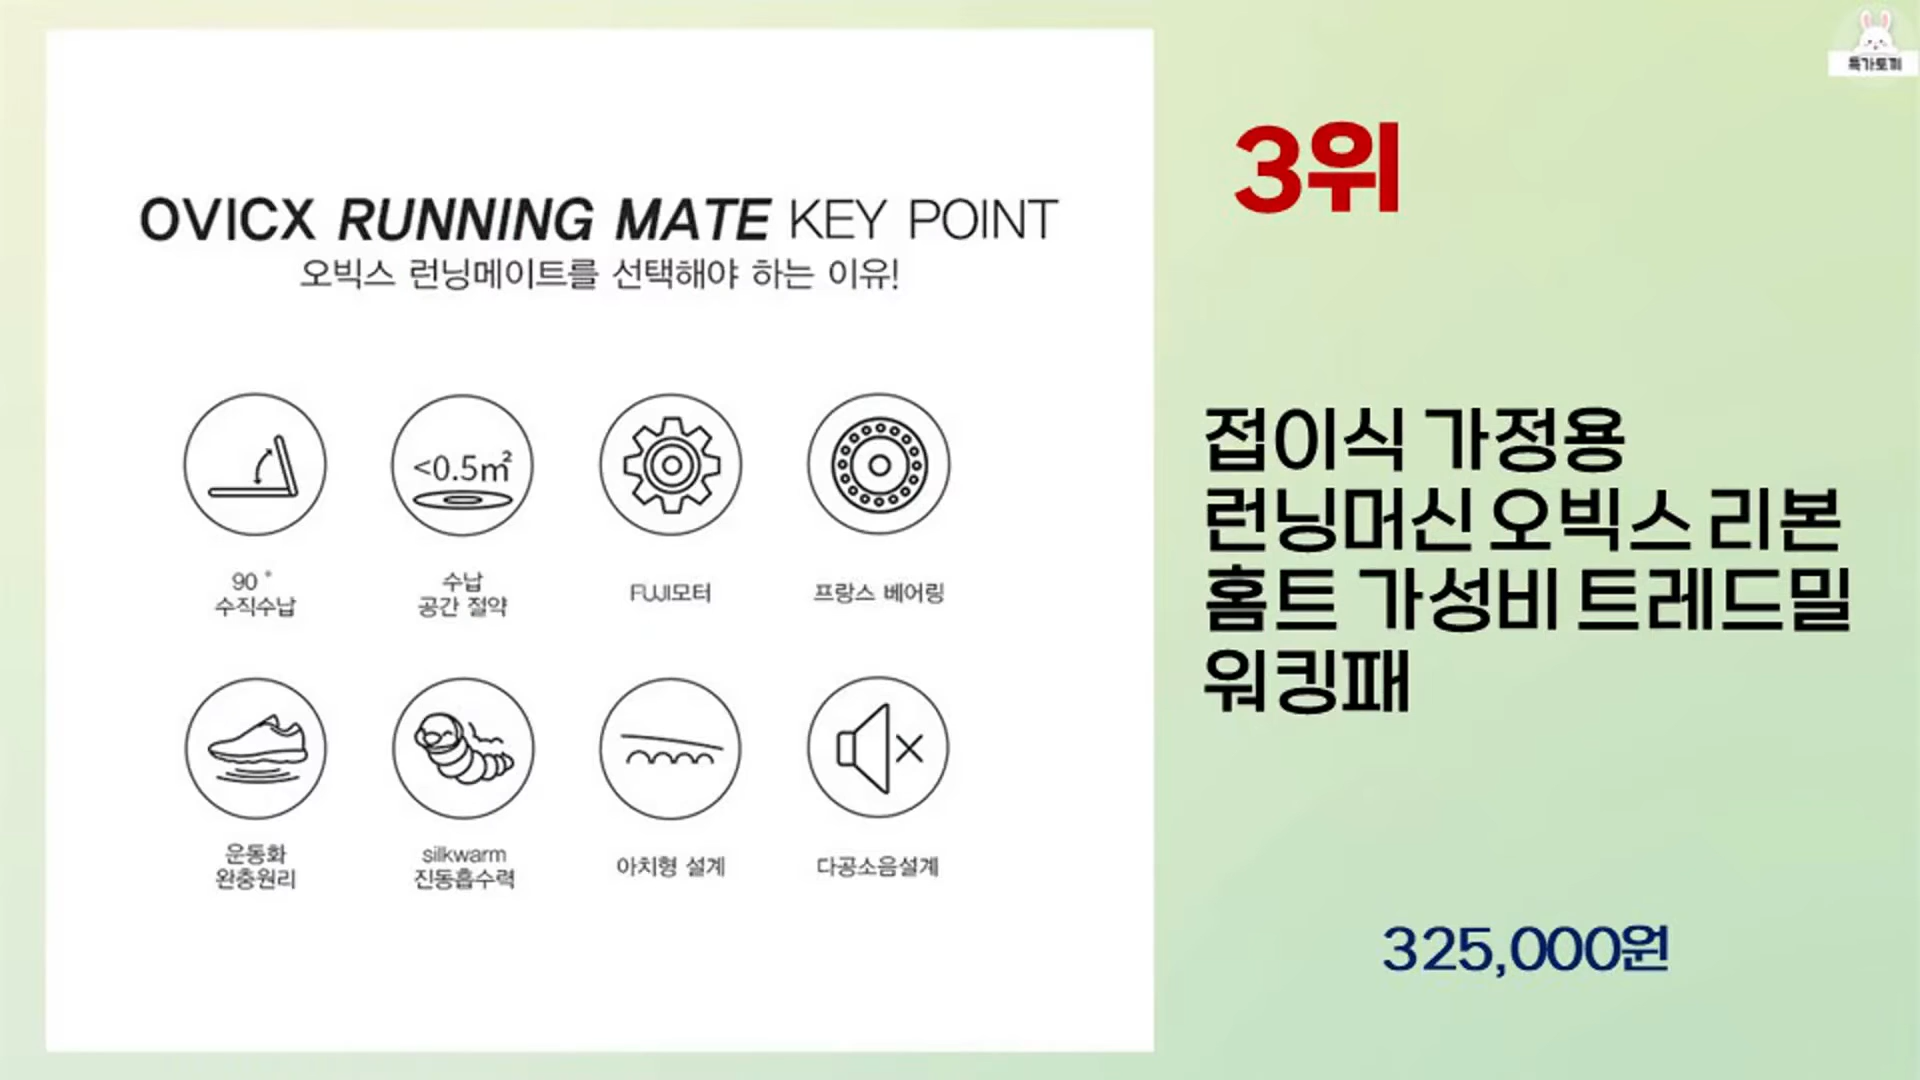 특가토끼
3위
OVICX RUNNING MATE KEY POINT
오빅스 런닝메이트를 선택해야 하는 이유!
<0.5㎡
90°
수직수납
수납
공간 절약
FUJI모터
프랑스 베어링
운동화
완충원리
silkwarm
진동흡수력
아치형 설계
다공소음설계
접이식 가정용
런닝머신 오빅스 리본
홈트 가성비 트레드밀
워킹패
325,000원